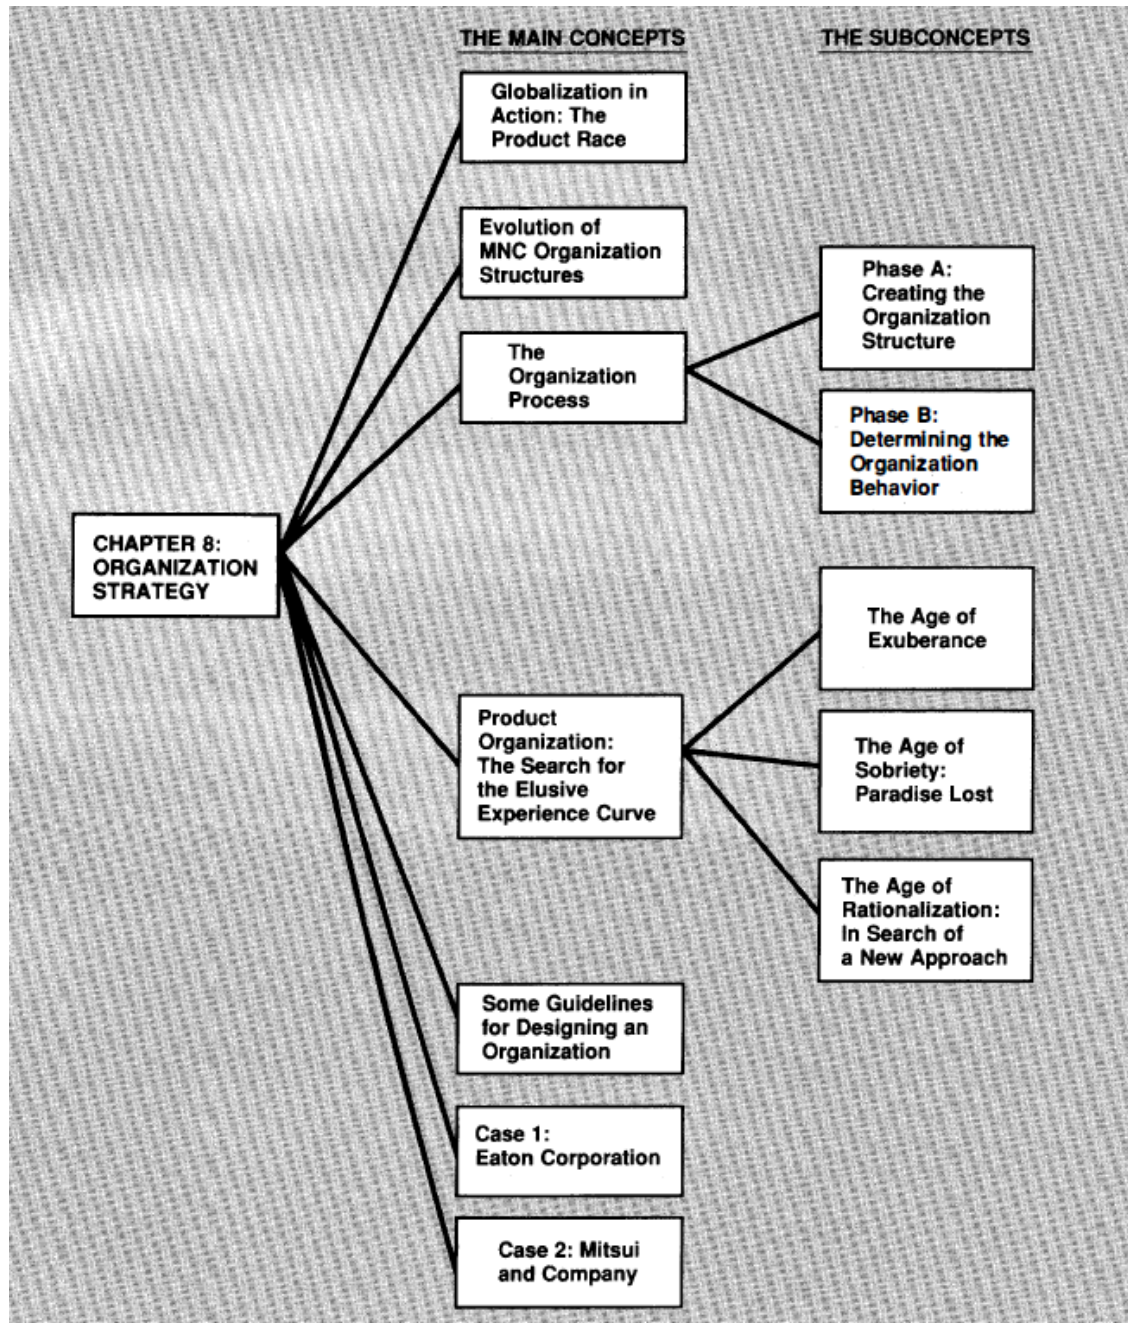 THE MAIN CONCEPTS
THE SUBCONCEPTS
Globalization in
Action: The
Product Race
Evolution of
MNC Organization
Structures
Phase A:
Creating the
Organization
Structure
The
Organization
Process
Phase B:
Determining the
Organization
Behavior
CHAPTER 8:
ORGANIZATION
STRATEGY
The Age of
Exuberance
Product
Organization:
The Search for
the Elusive
Experience Curve
The Age of
Sobriety:
Paradise Lost
The Age of
Rationalization:
In Search of
a New Approach
Some Guidelines
for Designing an
Organization
Case 1:
Eaton Corporation
Case 2: Mitsui
and Company